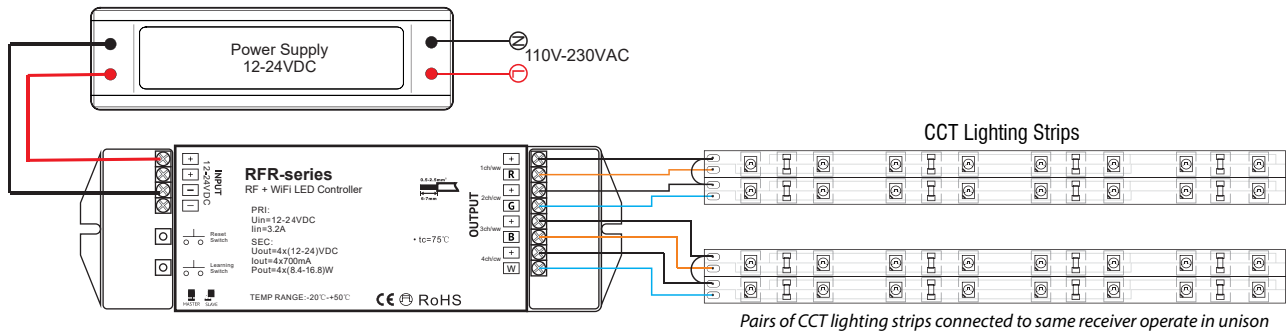 Power Supply
12-24VDC
N
L
110V-230VAC
CCT Lighting Strips
+
+
–
–
INPUT
12-24VDC
Reset
Switch
Learning
Switch
MASTER SLAVE
RFR-series
RF + WiFi LED Controller
PRI:
Uin=12-24VDC
Iin=3.2A
SEC:
Uout=4x(12-24)VDC
Iout=4x700mA
Pout=4x(8.4-16.8)W
TEMP RANGE:-20℃-+50℃
CE RoHS
0.5-2.5mm²
6-7mm
• tc=75℃
OUTPUT
1ch/ww
2ch/cw
3ch/ww
4ch/cw
+
R
+
G
+
B
+
W
Pairs of CCT lighting strips connected to same receiver operate in unison